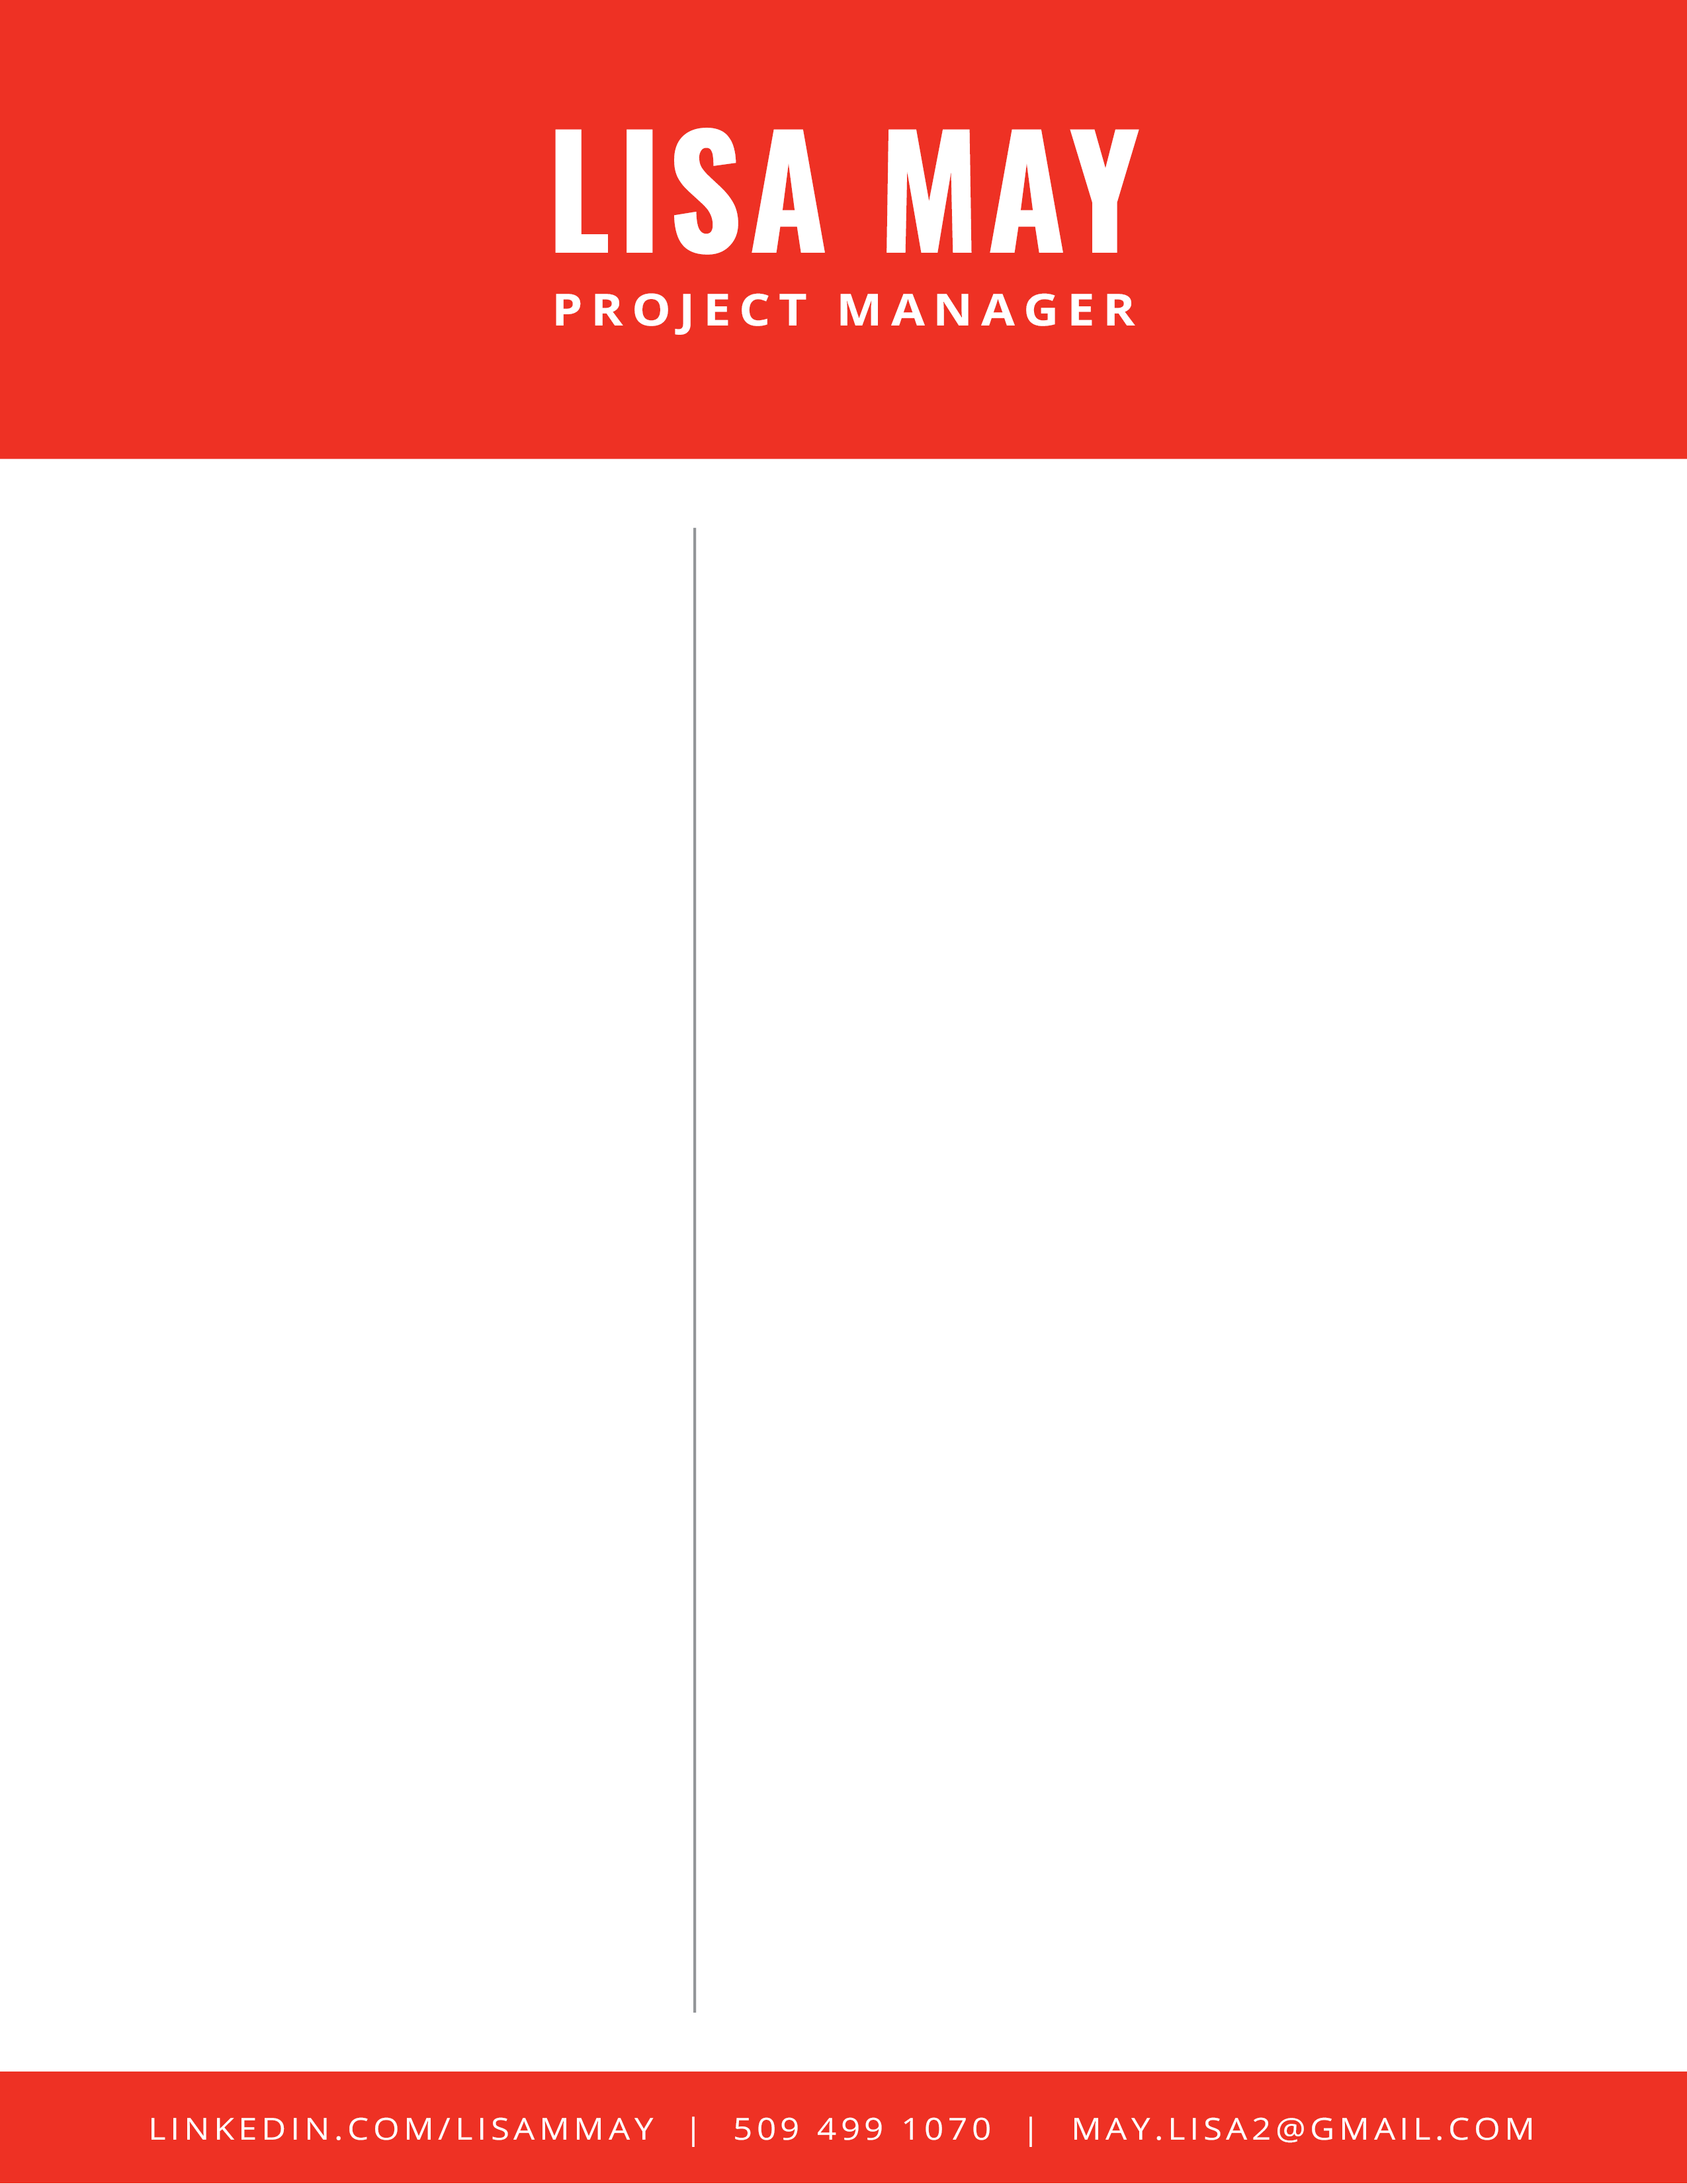 LISA MAY
PROJECT MANAGER
LINKEDIN.COM/LISAMMAY | 509 499 1070 | MAY.LISA2@GMAIL.COM